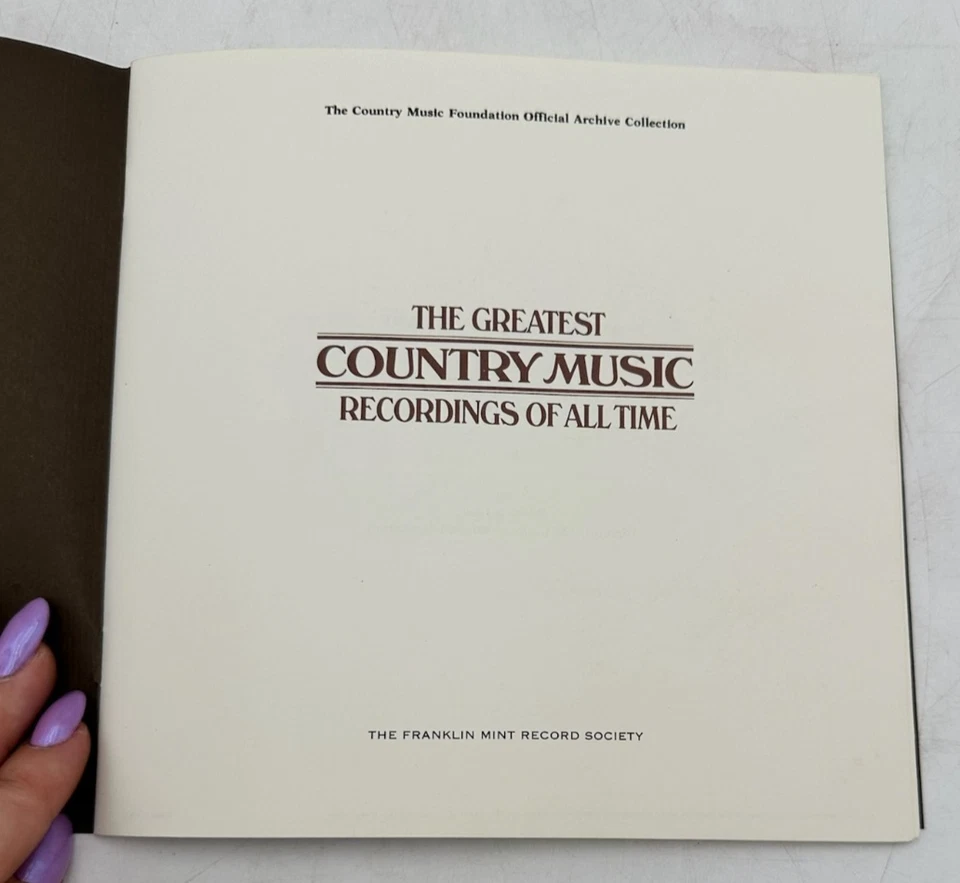 The Country Music Foundation Official Archive Collection
THE GREATEST
COUNTRY MUSIC
RECORDINGS OF ALL TIME
THE FRANKLIN MINT RECORD SOCIETY